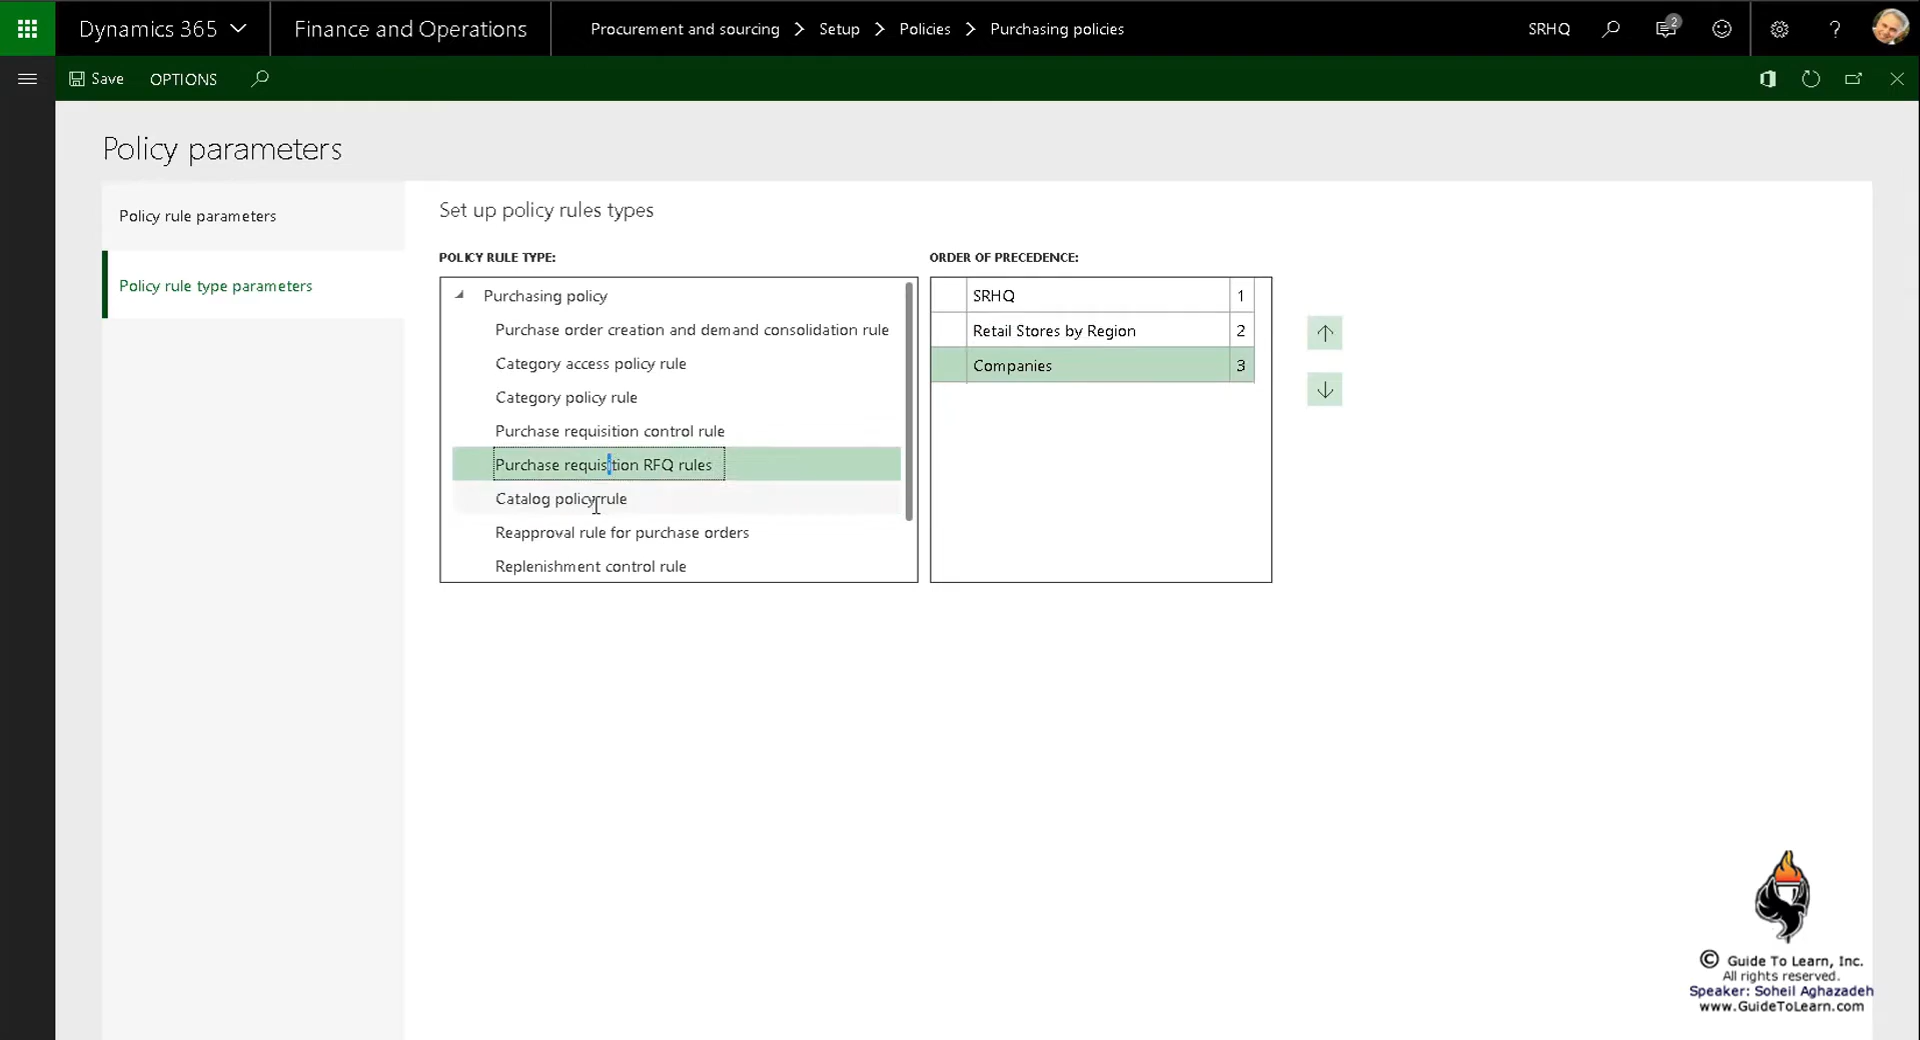 Dynamics 365
Finance and Operations
Procurement and sourcing
Setup
Policies
Purchasing policies
SRHQ
2
?
Save
OPTIONS
Policy parameters
Policy rule parameters
Policy rule type parameters
Set up policy rules types
POLICY RULE TYPE:
Purchasing policy
Purchase order creation and demand consolidation rule
Category access policy rule
Category policy rule
Purchase requisition control rule
Purchase requisition RFQ rules
Catalog policy rule
Reapproval rule for purchase orders
Replenishment control rule
ORDER OF PRECEDENCE:
SRHQ 1
Retail Stores by Region 2
Companies 3
© Guide To Learn, Inc.
All rights reserved.
Speaker: Soheil Aghazadeh
www.GuideToLearn.com